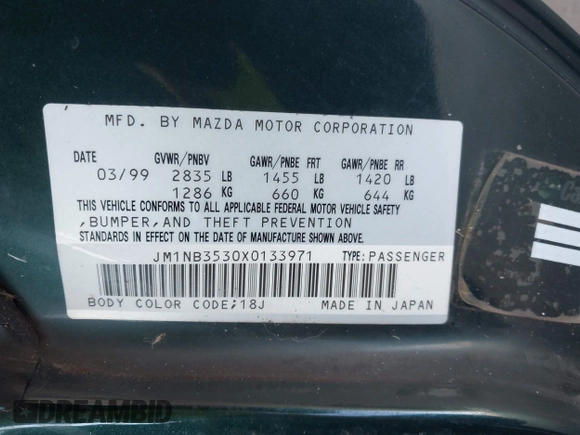 MFD. BY MAZDA MOTOR CORPORATION
DATE GVWR/PNBV GAWR/PNBE FRT GAWR/PNBE RR
03/99 2835 LB 1455 LB 1420 LB
1286 KG 660 KG 644 KG
THIS VEHICLE CONFORMS TO ALL APPLICABLE FEDERAL MOTOR VEHICLE SAFETY
,BUMPER,AND THEFT PREVENTION
STANDARDS IN EFFECT ON THE DATE OF MANUFACTURE SHOWN ABOVE.
JM1NB3530X0133971 TYPE:PASSENGER
BODY COLOR CODE;18J MADE IN JAPAN
DREAMBID